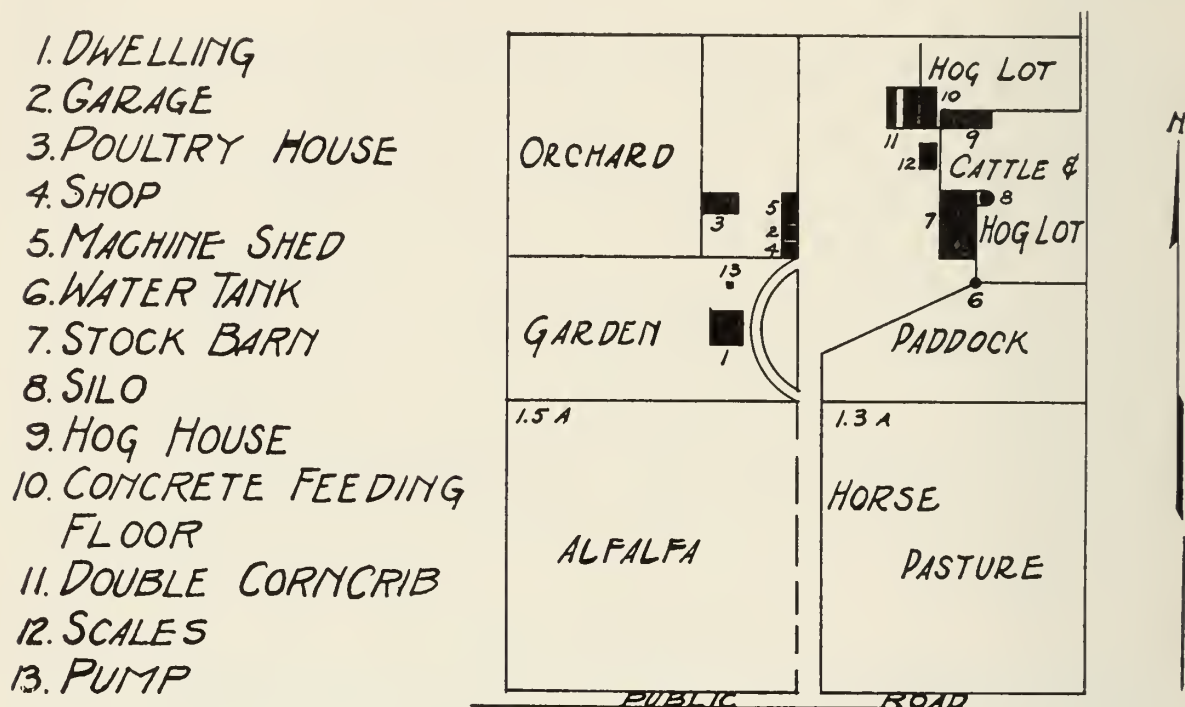 1. DWELLING
2. GARAGE
3. POULTRY HOUSE
4. SHOP
5. MACHINE SHED
6. WATER TANK
7. STOCK BARN
8. SILO
9. HOG HOUSE
10. CONCRETE FEEDING
FLOOR
11. DOUBLE CORNCRIB
12. SCALES
13. PUMP
HOG LOT
10
11
9
ORCHARD
12
CATTLE &
8
HOG LOT
7
5
3
2
4
13
6
GARDEN
PADDOCK
1
1.5 A
1.3 A
HORSE
ALFALFA
PASTURE
PUBLIC ROAD
N